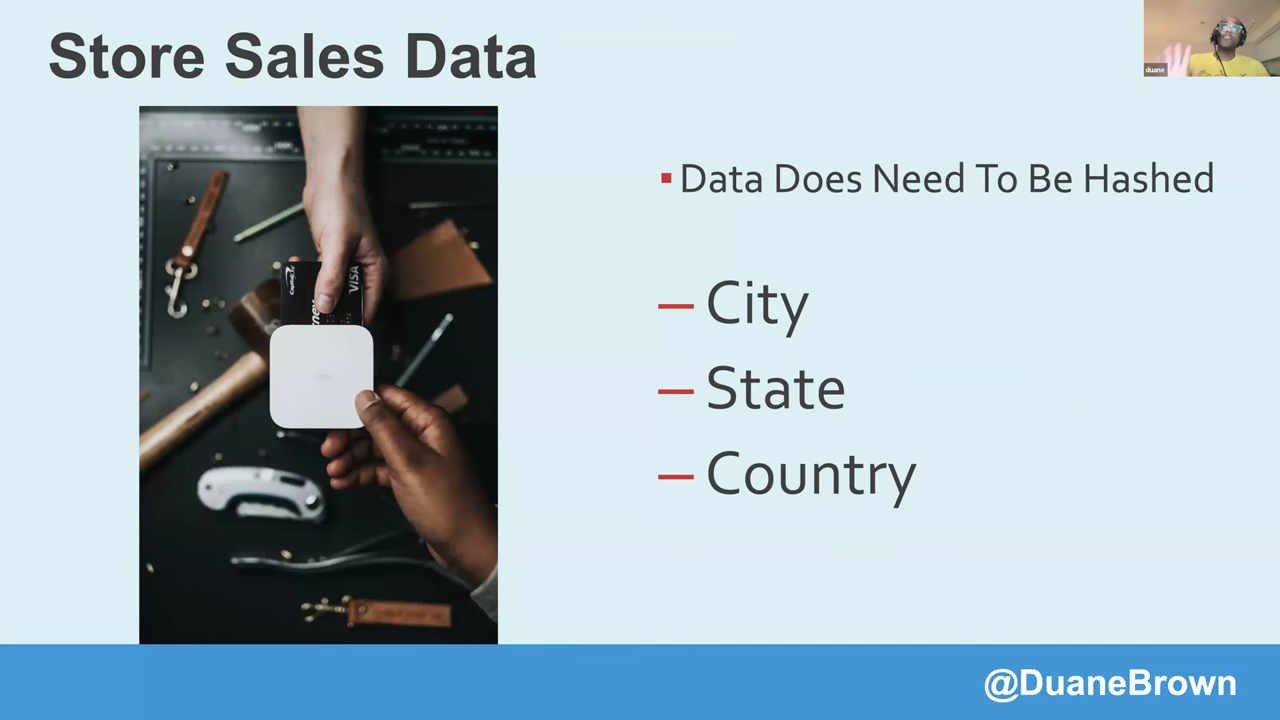 Store Sales Data
duane
▪Data Does Need To Be Hashed
— City
— State
— Country
VISA
@DuaneBrown